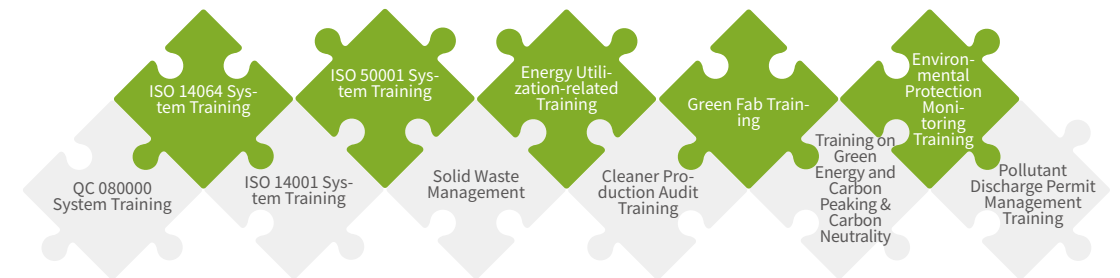 ISO 14064 Sys-
tem Training
ISO 50001 Sys-
tem Training
Energy Utili-
zation-related
Training
Green Fab Train-
ing
Environ-
mental
Protection
Moni-
toring
Training
QC 080000
System Training
ISO 14001 Sys-
tem Training
Solid Waste
Management
Cleaner Pro-
duction Audit
Training
Training on
Green
Energy and
Carbon
Peaking &
Carbon
Neutrality
Pollutant
Discharge Permit
Management
Training